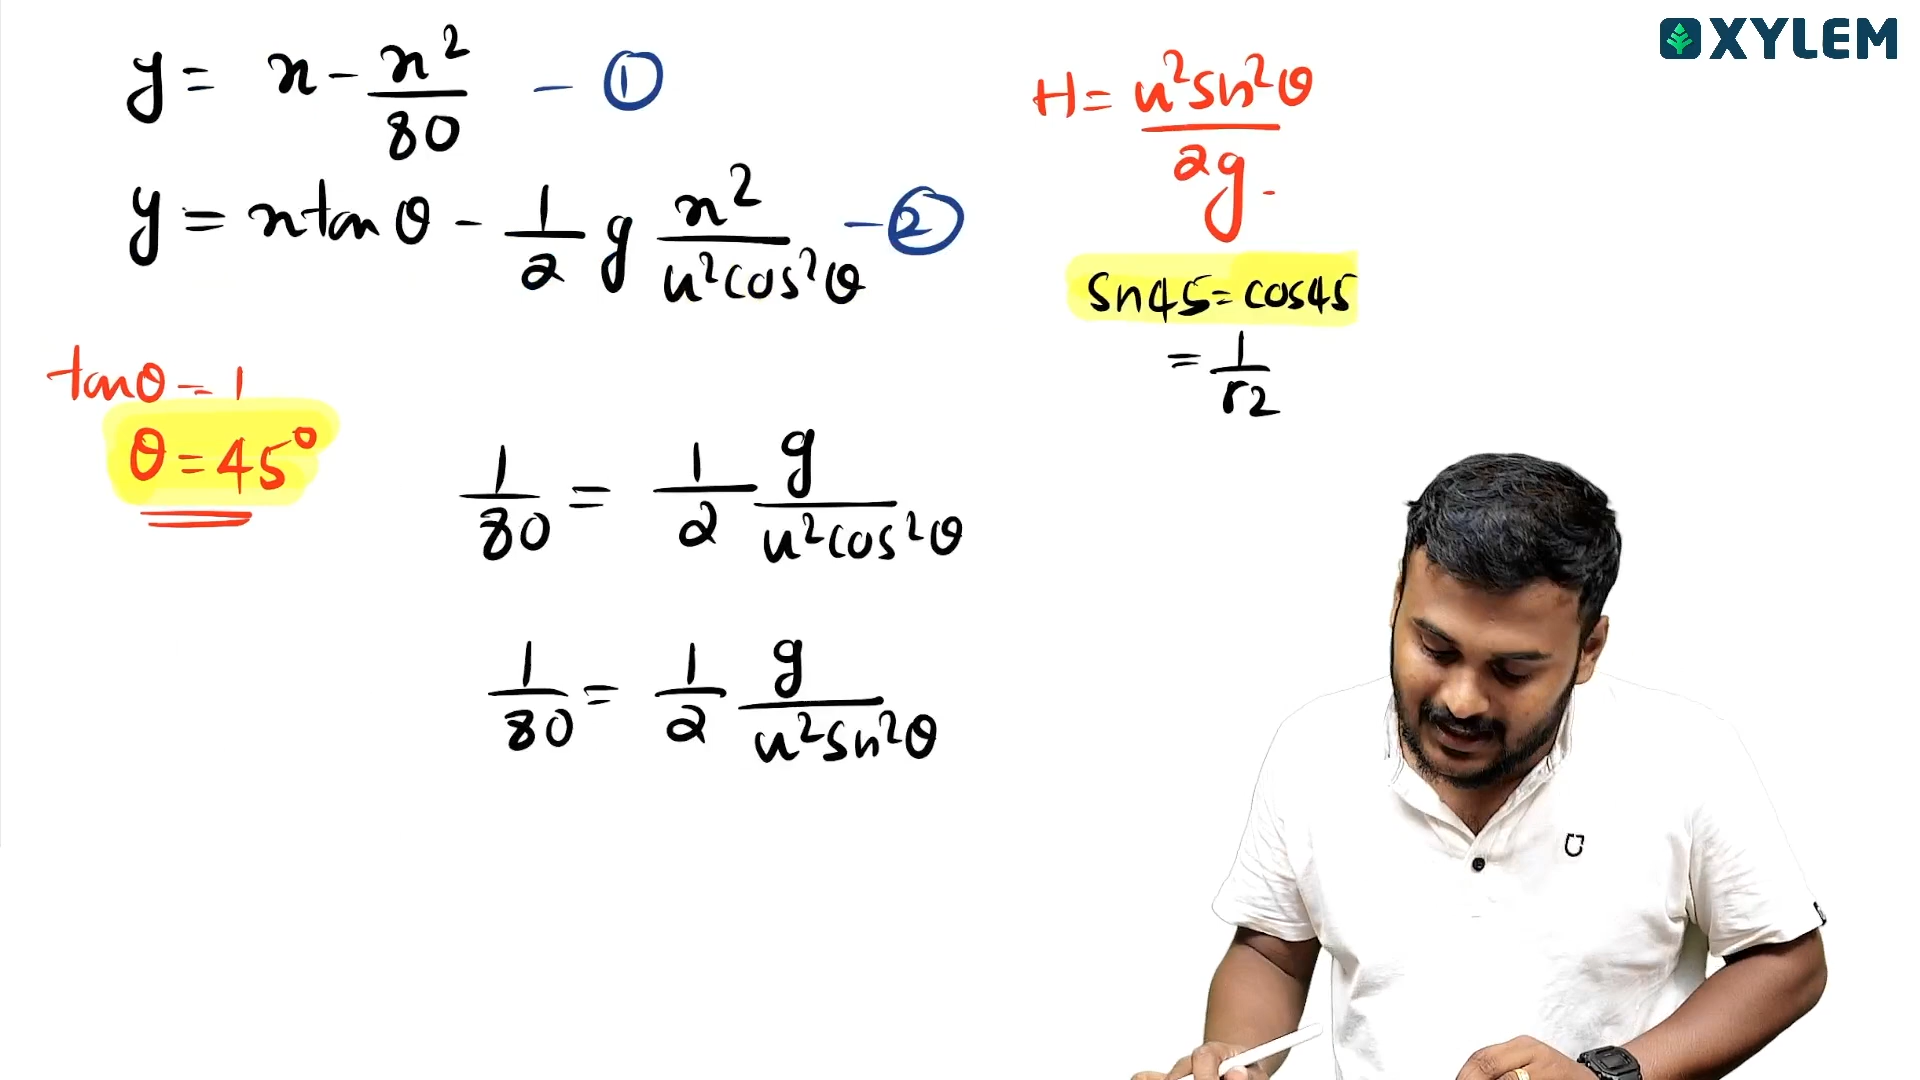 XYLEM
y = x - x²/80 - ①
y = x tan θ - 1/2 g x²/u²cos²θ - ②
H = u²sin²θ/2g.
sin45 = cos45
= 1/√2
tanθ = 1
θ = 45°
1/80 = 1/2 g/u²cos²θ
1/80 = 1/2 g/u²sin²θ